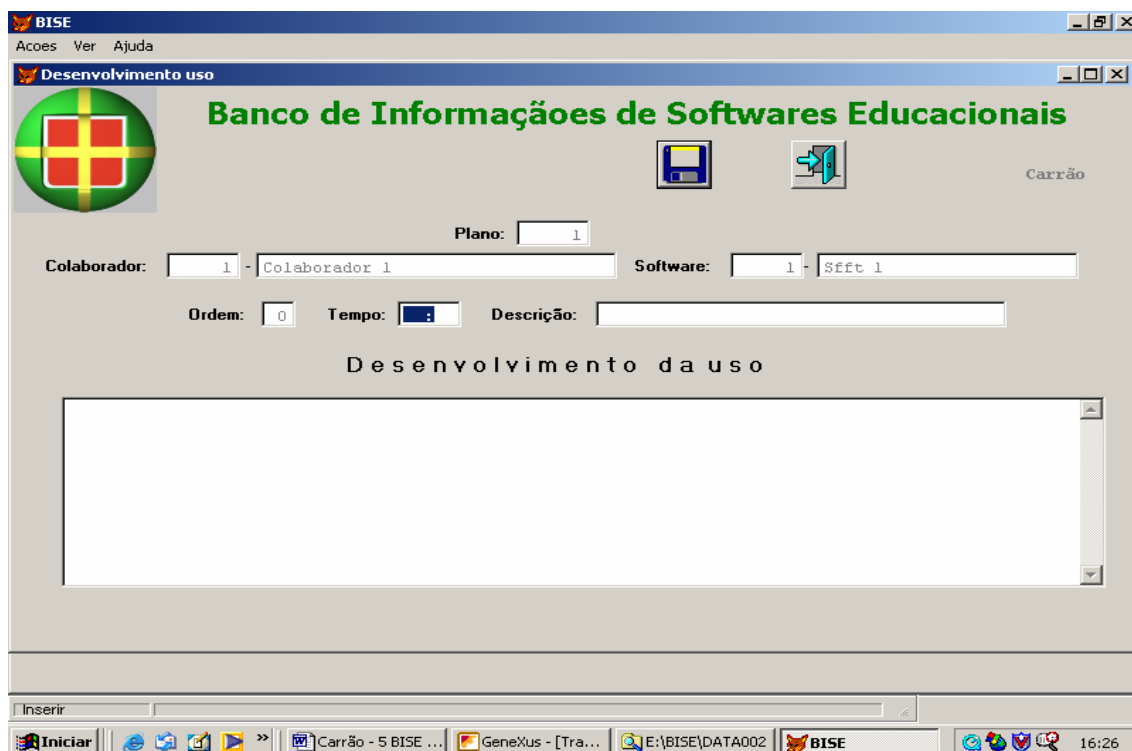 BISE
Acoes Ver Ajuda
Desenvolvimento uso
Banco de Informaçãoes de Softwares Educacionais
Carrão
Plano: 1
Colaborador: 1 - Colaborador 1 Software: 1 - Sfft 1
Ordem: 0 Tempo: : Descrição:
Desenvolvimento da uso
Inserir
Iniciar » Carrão - 5 BISE ... GeneXus - [Tra... E:\BISE\DATA002 BISE 16:26